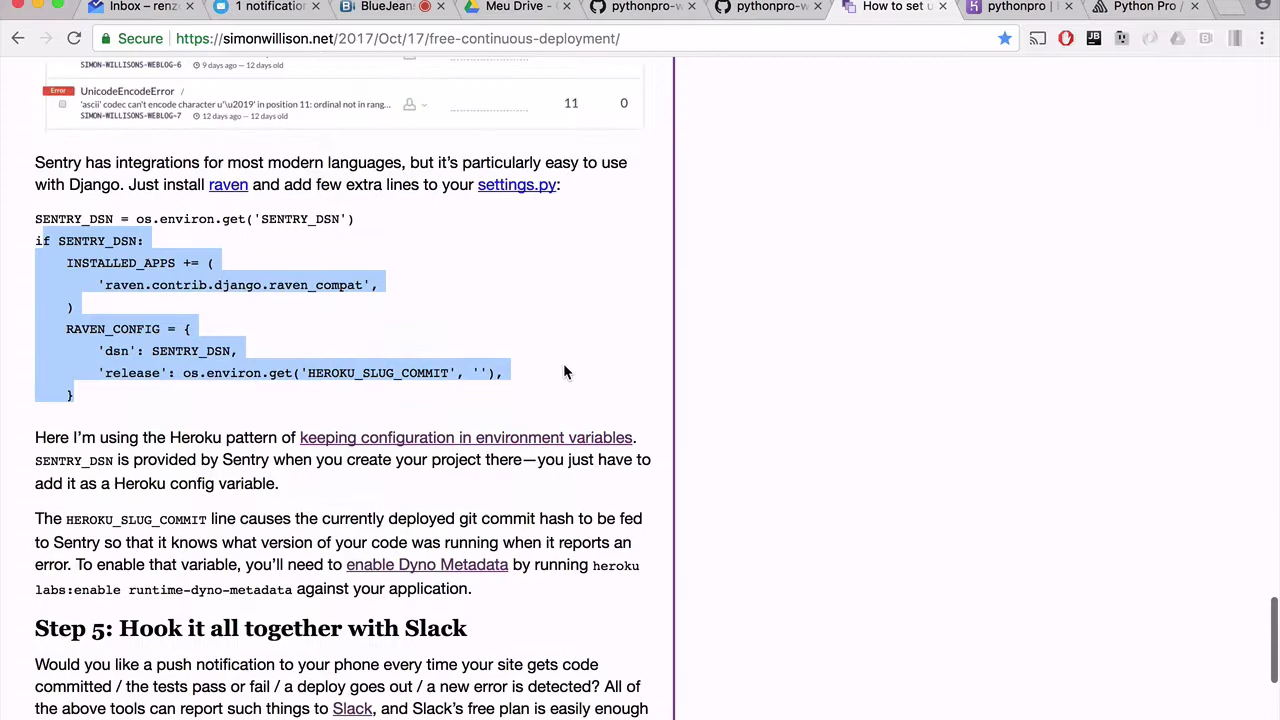 Inbox – renz
1 notification
BlueJeans
Meu Drive –
pythonpro-w
pythonpro-w
How to set u
pythonpro |
Python Pro /
Secure
https://simonwillison.net/2017/Oct/17/free-continuous-deployment/
SIMON-WILLISONS-WEBLOG-6 9 days ago — 12 days old
Error UnicodeEncodeError /
'ascii' codec can't encode character u'\u2019' in position 11: ordinal not in rang... 11 0
SIMON-WILLISONS-WEBLOG-7 12 days ago — 12 days old
Sentry has integrations for most modern languages, but it's particularly easy to use
with Django. Just install raven and add few extra lines to your settings.py:
SENTRY_DSN = os.environ.get('SENTRY_DSN')
if SENTRY_DSN:
    INSTALLED_APPS += (
        'raven.contrib.django.raven_compat',
    )
    RAVEN_CONFIG = {
        'dsn': SENTRY_DSN,
        'release': os.environ.get('HEROKU_SLUG_COMMIT', ''),
    }
Here I'm using the Heroku pattern of keeping configuration in environment variables.
SENTRY_DSN is provided by Sentry when you create your project there—you just have to
add it as a Heroku config variable.
The HEROKU_SLUG_COMMIT line causes the currently deployed git commit hash to be fed
to Sentry so that it knows what version of your code was running when it reports an
error. To enable that variable, you'll need to enable Dyno Metadata by running heroku
labs:enable runtime-dyno-metadata against your application.
Step 5: Hook it all together with Slack
Would you like a push notification to your phone every time your site gets code
committed / the tests pass or fail / a deploy goes out / a new error is detected? All of
the above tools can report such things to Slack, and Slack's free plan is easily enough